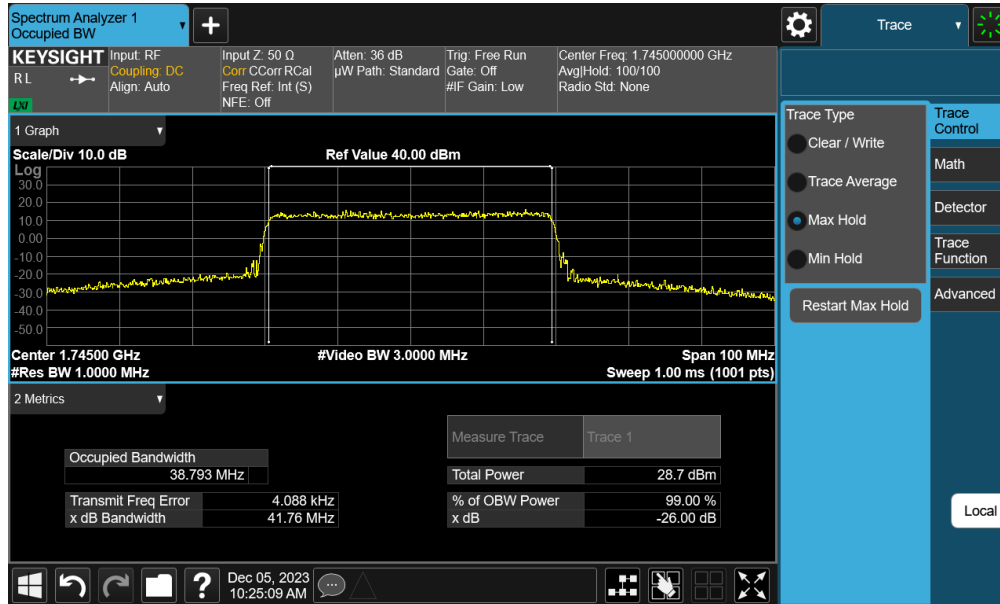 Spectrum Analyzer 1
Occupied BW
+
Trace
KEYSIGHT
R L
LXI
Input: RF
Coupling: DC
Align: Auto
Input Z: 50 Ω
Corr CCorr RCal
Freq Ref: Int (S)
NFE: Off
Atten: 36 dB
µW Path: Standard
Trig: Free Run
Gate: Off
#IF Gain: Low
Center Freq: 1.745000000 GHz
Avg|Hold: 100/100
Radio Std: None
1 Graph
Scale/Div 10.0 dB
Ref Value 40.00 dBm
Log
30.0
20.0
10.0
0.00
-10.0
-20.0
-30.0
-40.0
-50.0
Center 1.74500 GHz
#Video BW 3.0000 MHz
Span 100 MHz
#Res BW 1.0000 MHz
Sweep 1.00 ms (1001 pts)
2 Metrics
Measure Trace
Trace 1
Occupied Bandwidth
38.793 MHz
Total Power
28.7 dBm
Transmit Freq Error
4.088 kHz
% of OBW Power
99.00 %
x dB Bandwidth
41.76 MHz
x dB
-26.00 dB
Trace Type
Clear / Write
Trace Average
Max Hold
Min Hold
Restart Max Hold
Trace
Control
Math
Detector
Trace
Function
Advanced
Local
?
Dec 05, 2023
10:25:09 AM